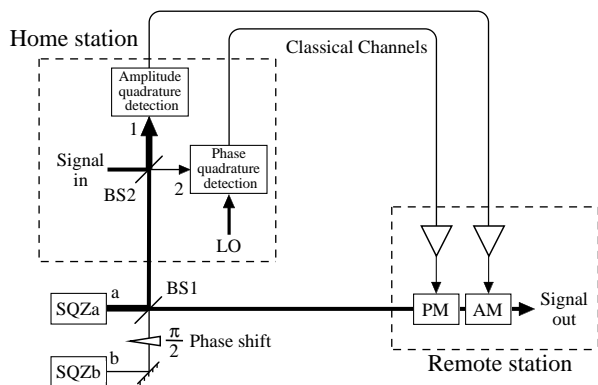 Home station
Classical Channels
Amplitude
quadrature
detection
1
Signal
in
Phase
quadrature
detection
BS2
2
LO
a
BS1
SQZa
PM
AM
Signal
out
π/2 Phase shift
b
SQZb
Remote station